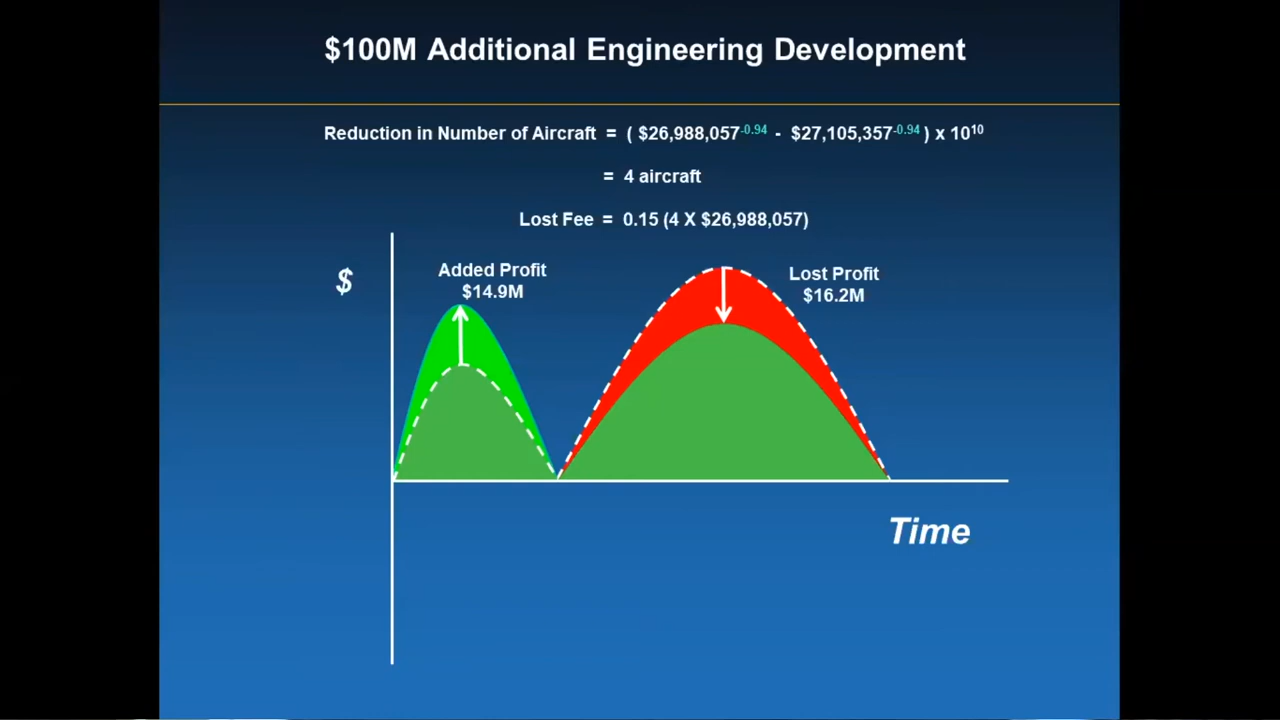 $100M Additional Engineering Development
Reduction in Number of Aircraft = ( $26,988,057^-0.94 - $27,105,357^-0.94 ) x 10^10
= 4 aircraft
Lost Fee = 0.15 (4 X $26,988,057)
$
Added Profit
$14.9M
Lost Profit
$16.2M
Time